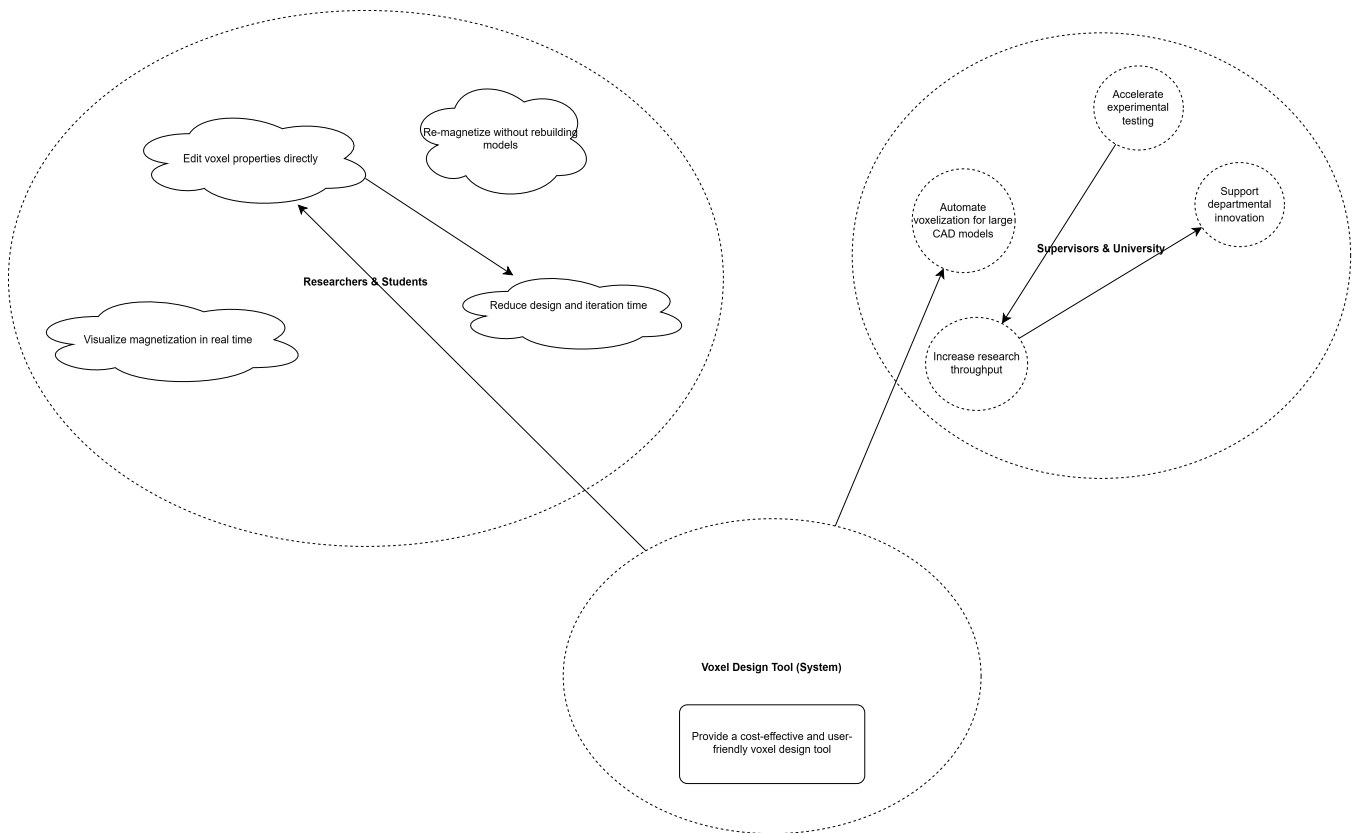 Re-magnetize without rebuilding
models
Edit voxel properties directly
Researchers & Students
Reduce design and iteration time
Visualize magnetization in real time
Accelerate
experimental
testing
Support
departmental
innovation
Automate
voxelization for large
CAD models
Supervisors & University
Increase research
throughput
Voxel Design Tool (System)
Provide a cost-effective and user-
friendly voxel design tool